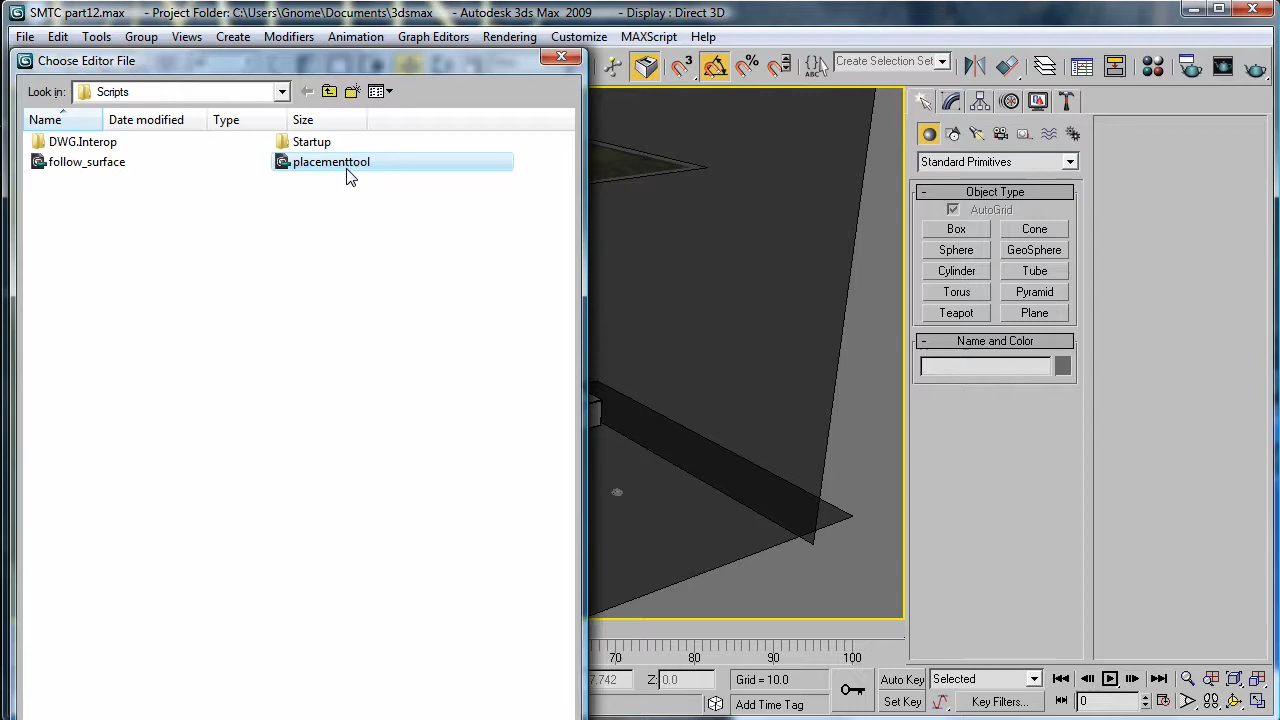 SMTC part12.max - Project Folder: C:\Users\Gnome\Documents\3dsmax - Autodesk 3ds Max 2009 - Display : Direct 3D
File Edit Tools Group Views Create Modifiers Animation Graph Editors Rendering Customize MAXScript Help
Choose Editor File
3
%
ABC
Create Selection Set
Look in: Scripts
Name Date modified Type Size
DWG.Interop Startup
follow_surface placementtool
Standard Primitives
- Object Type
AutoGrid
Box Cone
Sphere GeoSphere
Cylinder Tube
Torus Pyramid
Teapot Plane
- Name and Color
70 80 90 100
7.742 Z: 0.0 Grid = 10.0 Auto Key Selected
Add Time Tag Set Key Key Filters... 0